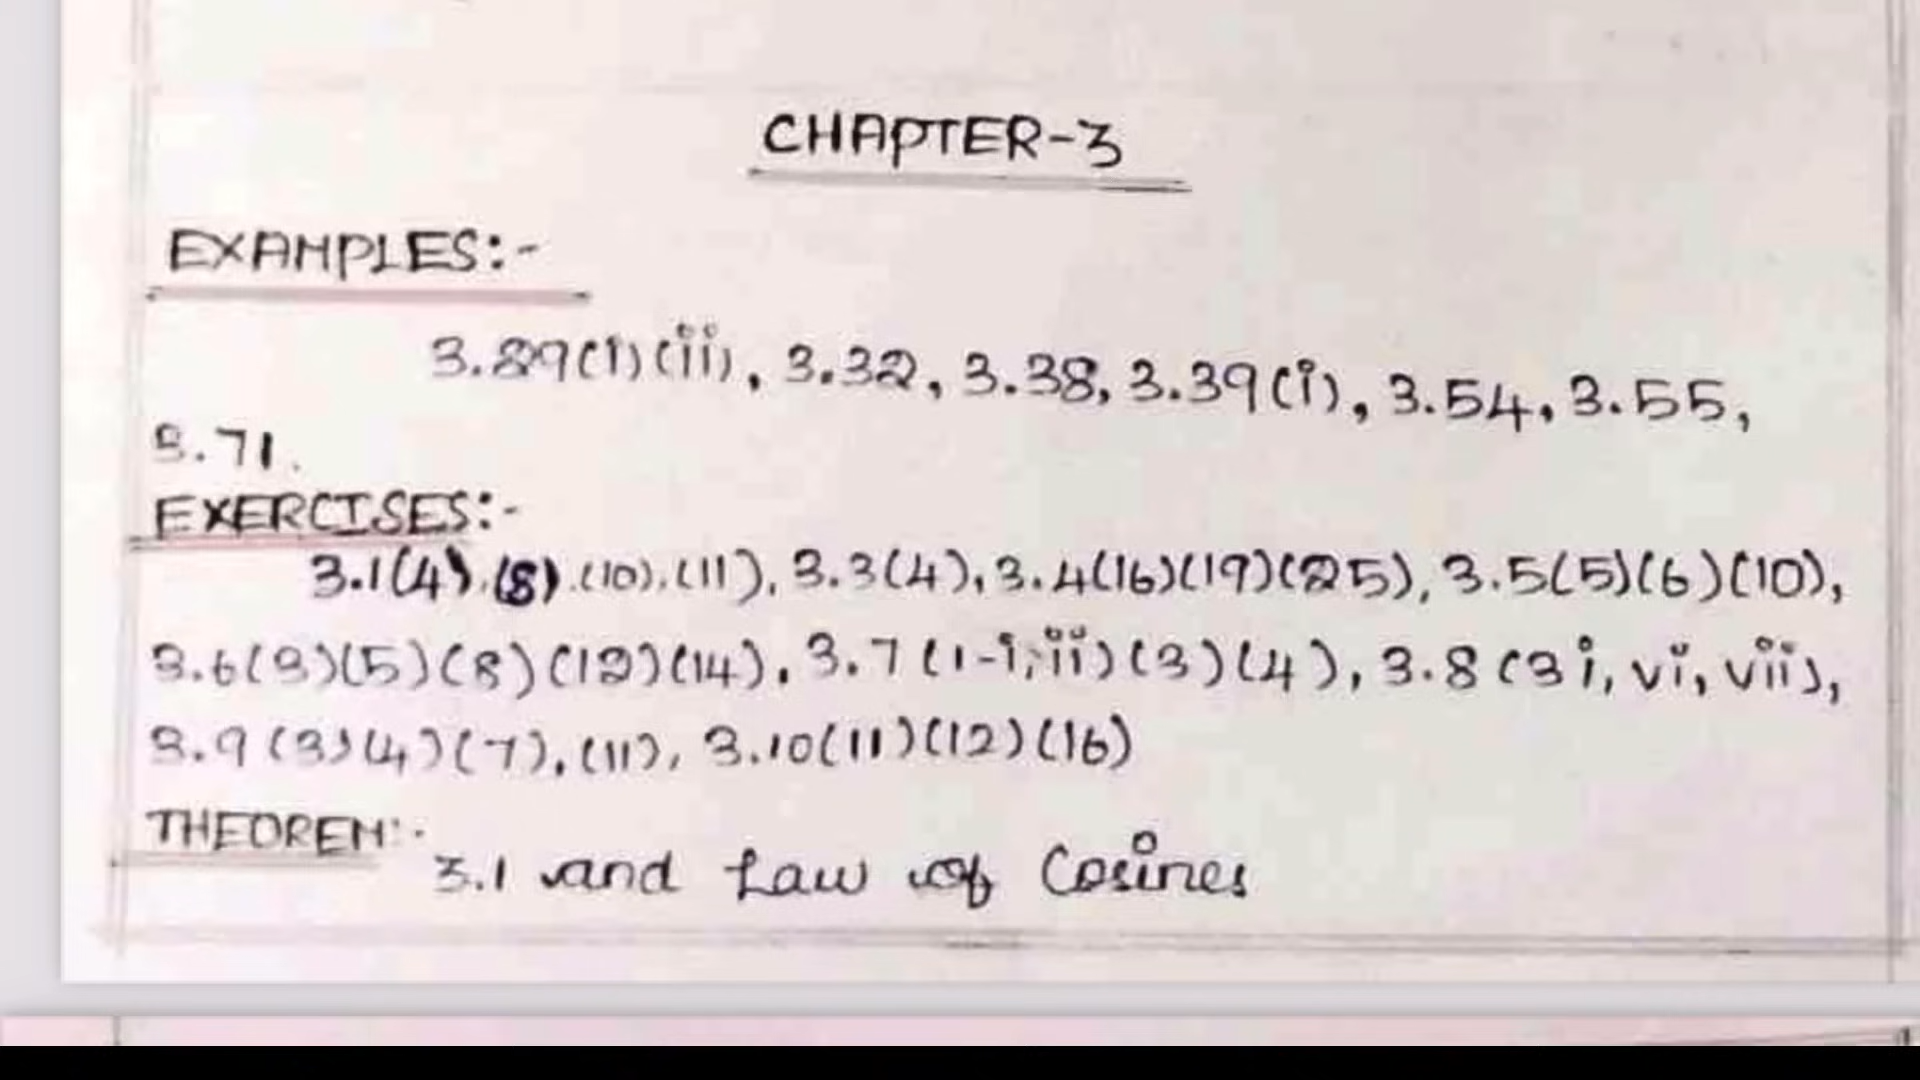 CHAPTER-3
EXAMPLES:-
3.29(i)(ii), 3.32, 3.38, 3.39(i), 3.54, 3.55,
3.71.
EXERCISES:-
3.1(4),(8).(10),(11), 3.3(4), 3.4(16)(19)(25), 3.5(5)(6)(10),
3.6(3)(5)(8)(12)(14), 3.7(1-i,ii)(3)(4), 3.8(3i, vi, vii),
3.9(3)4)(7),(11), 3.10(11)(12)(16)
THEOREM:-
3.1 and Law of Cosines